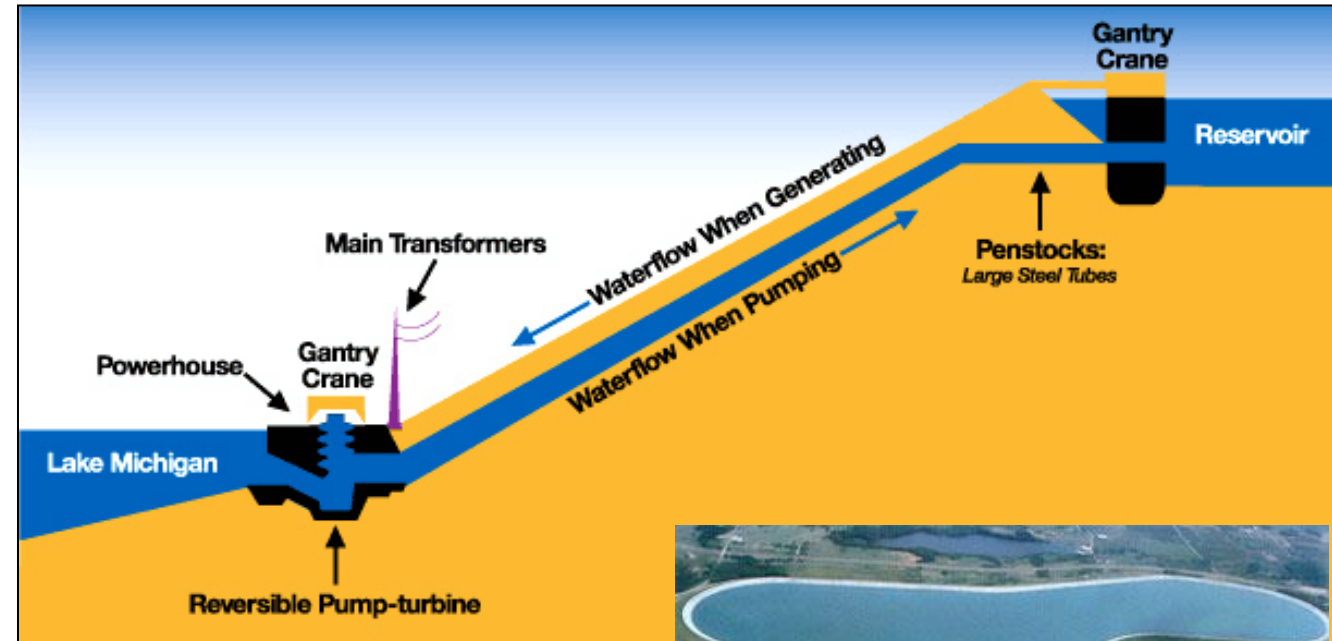 Gantry
Crane
Reservoir
Waterflow When Generating
Main Transformers
Penstocks:
Large Steel Tubes
Waterflow When Pumping
Powerhouse
Gantry
Crane
Lake Michigan
Reversible Pump-turbine